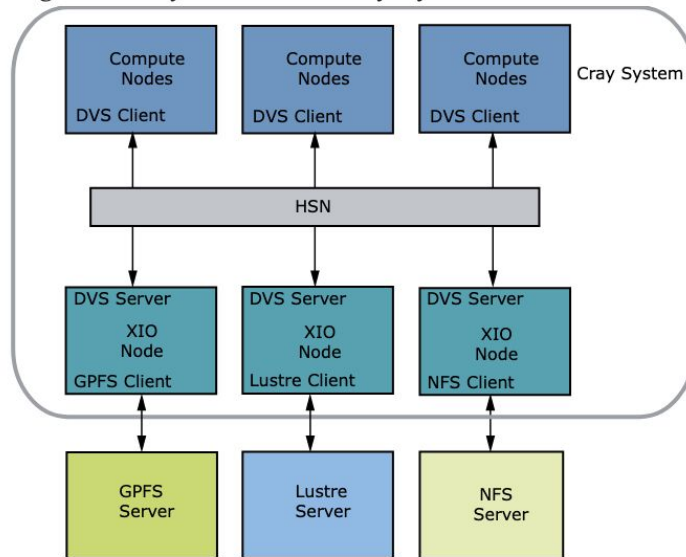 Compute
Nodes
DVS Client
Compute
Nodes
DVS Client
Compute
Nodes
DVS Client
Cray System
HSN
DVS Server
XIO
Node
GPFS Client
DVS Server
XIO
Node
Lustre Client
DVS Server
XIO
Node
NFS Client
GPFS
Server
Lustre
Server
NFS
Server